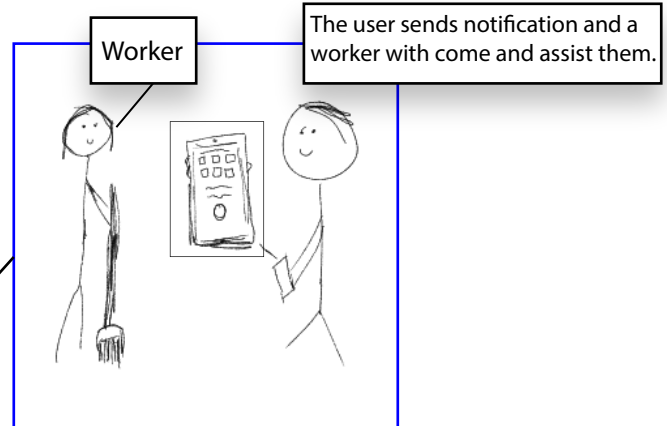 Worker
The user sends notification and a
worker with come and assist them.